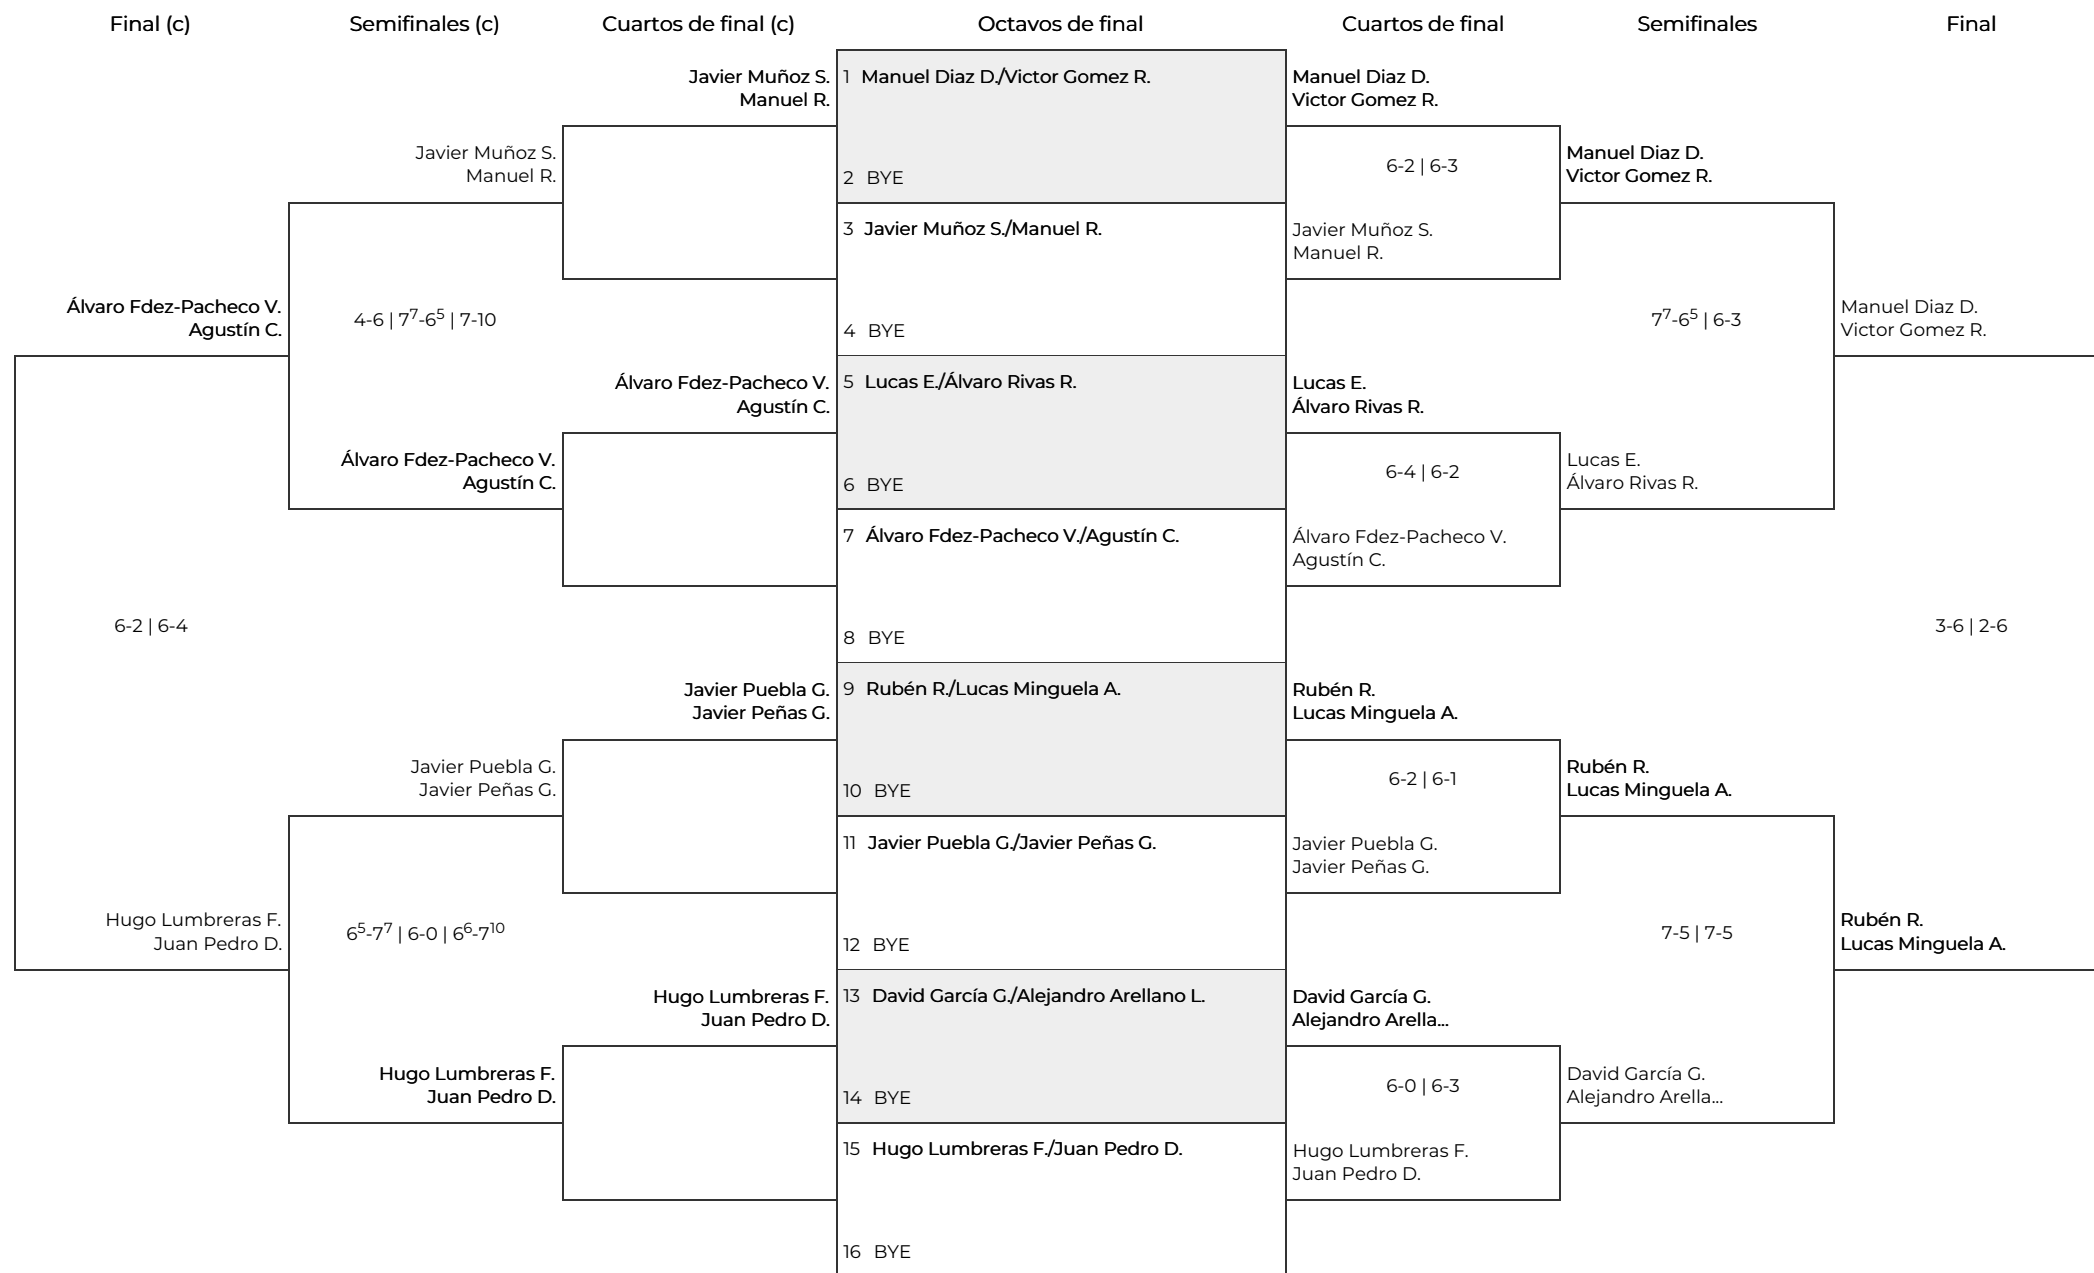 Final (c) Semifinales (c) Cuartos de final (c) Octavos de final Cuartos de final Semifinales Final
Javier Muñoz S.
Manuel R.
1 Manuel Diaz D./Victor Gomez R.
Manuel Diaz D.
Victor Gomez R.
Javier Muñoz S.
Manuel R.
2 BYE
6-2 | 6-3
Manuel Diaz D.
Victor Gomez R.
3 Javier Muñoz S./Manuel R.
Javier Muñoz S.
Manuel R.
Álvaro Fdez-Pacheco V.
Agustín C.
4-6 | 7⁷-6⁵ | 7-10
4 BYE
7⁷-6⁵ | 6-3
Manuel Diaz D.
Victor Gomez R.
Álvaro Fdez-Pacheco V.
Agustín C.
5 Lucas E./Álvaro Rivas R.
Lucas E.
Álvaro Rivas R.
Álvaro Fdez-Pacheco V.
Agustín C.
6 BYE
6-4 | 6-2
Lucas E.
Álvaro Rivas R.
7 Álvaro Fdez-Pacheco V./Agustín C.
Álvaro Fdez-Pacheco V.
Agustín C.
6-2 | 6-4
8 BYE
3-6 | 2-6
Javier Puebla G.
Javier Peñas G.
9 Rubén R./Lucas Minguela A.
Rubén R.
Lucas Minguela A.
Javier Puebla G.
Javier Peñas G.
10 BYE
6-2 | 6-1
Rubén R.
Lucas Minguela A.
11 Javier Puebla G./Javier Peñas G.
Javier Puebla G.
Javier Peñas G.
Hugo Lumbreras F.
Juan Pedro D.
6⁵-7⁷ | 6-0 | 6⁶-7¹⁰
12 BYE
7-5 | 7-5
Rubén R.
Lucas Minguela A.
Hugo Lumbreras F.
Juan Pedro D.
13 David García G./Alejandro Arellano L.
David García G.
Alejandro Arella...
Hugo Lumbreras F.
Juan Pedro D.
14 BYE
6-0 | 6-3
David García G.
Alejandro Arella...
15 Hugo Lumbreras F./Juan Pedro D.
Hugo Lumbreras F.
Juan Pedro D.
16 BYE